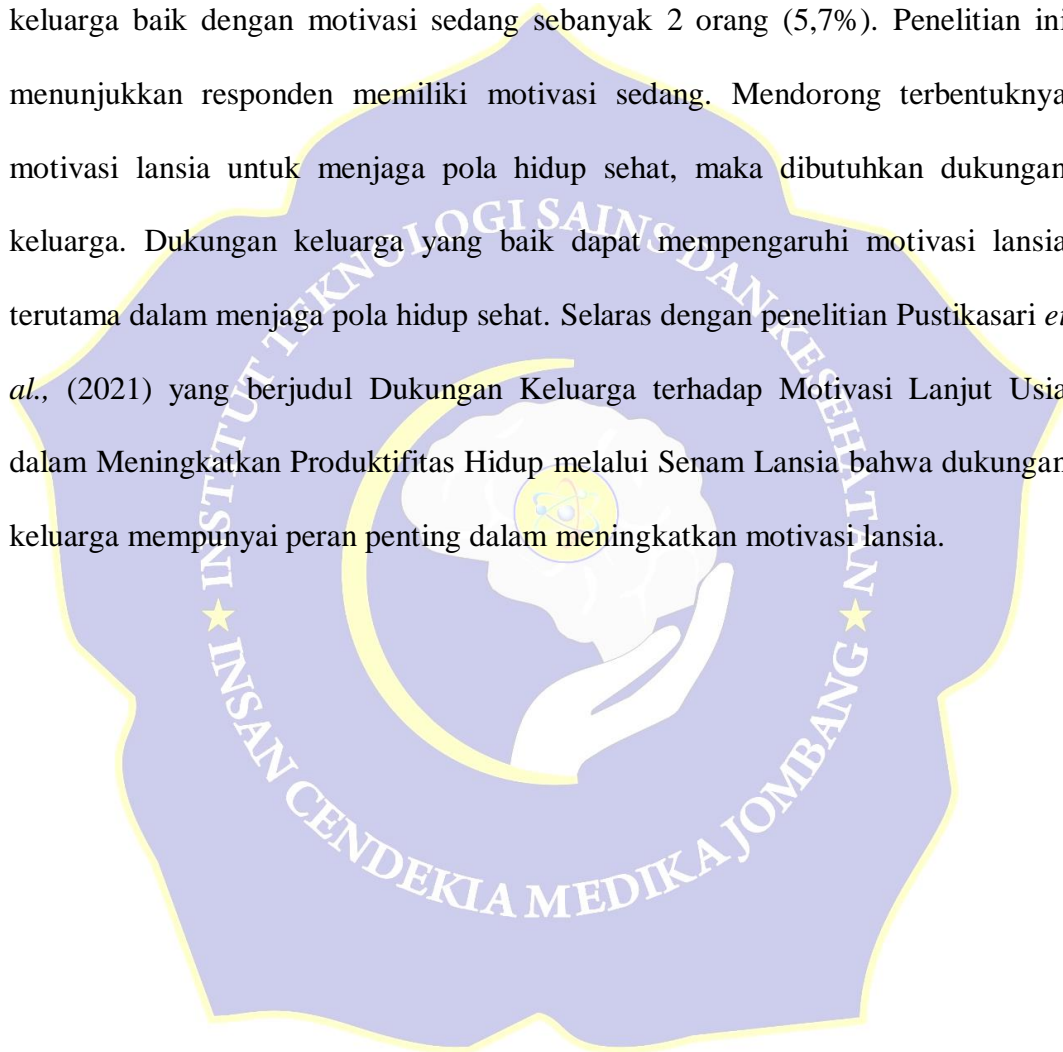 keluarga baik dengan motivasi sedang sebanyak 2 orang (5,7%). Penelitian ini
menunjukkan responden memiliki motivasi sedang. Mendorong terbentuknya
motivasi lansia untuk menjaga pola hidup sehat, maka dibutuhkan dukungan
keluarga. Dukungan keluarga yang baik dapat mempengaruhi motivasi lansia
terutama dalam menjaga pola hidup sehat. Selaras dengan penelitian Pustikasari et
al., (2021) yang berjudul Dukungan Keluarga terhadap Motivasi Lanjut Usia
dalam Meningkatkan Produktifitas Hidup melalui Senam Lansia bahwa dukungan
keluarga mempunyai peran penting dalam meningkatkan motivasi lansia.
INSTITUT TEKNOLOGI SAINS DAN KESEHATAN
INSAN CENDEKIA MEDIKA JOMBANG